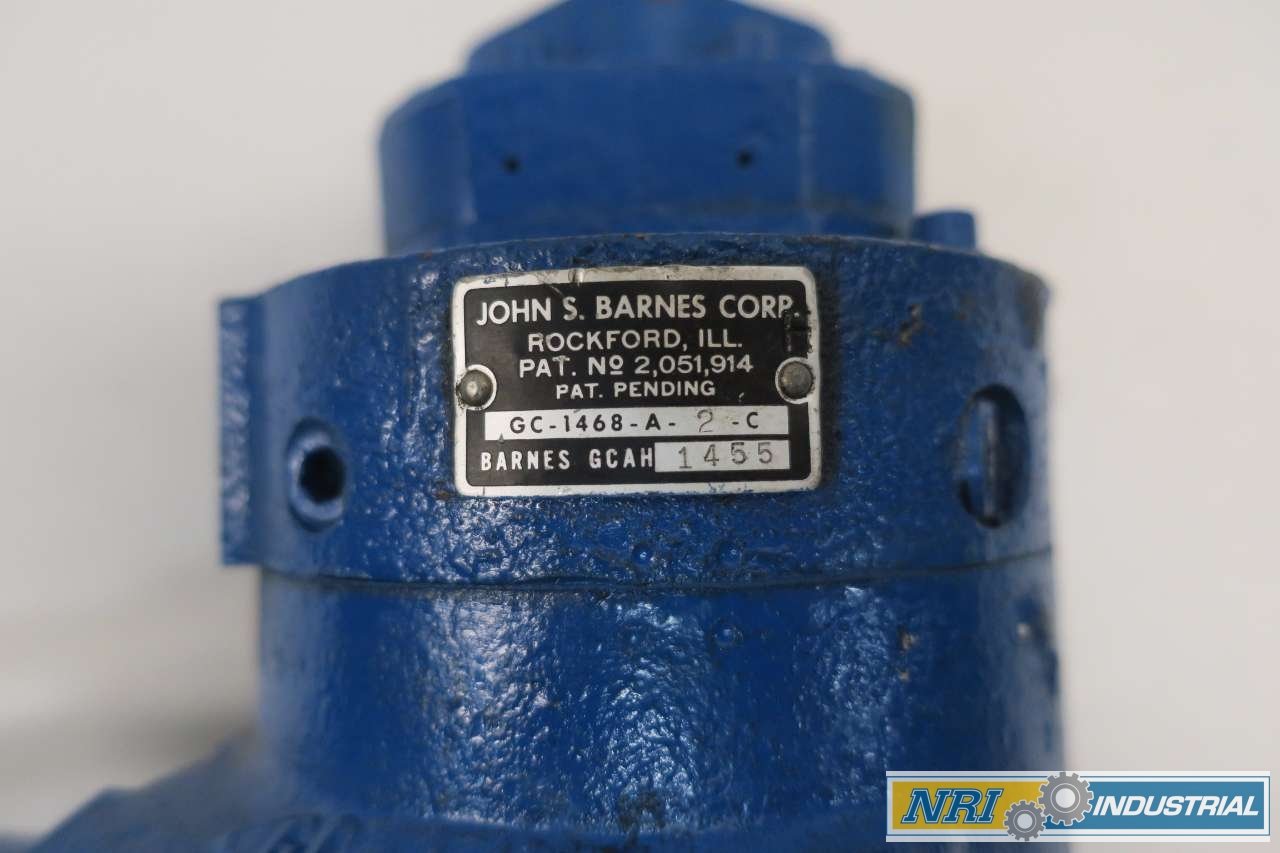 JOHN S. BARNES CORP.
ROCKFORD, ILL.
PAT. Nº 2,051,914
PAT. PENDING
GC-1468-A-2-C
BARNES GCAH 1455
NRI INDUSTRIAL